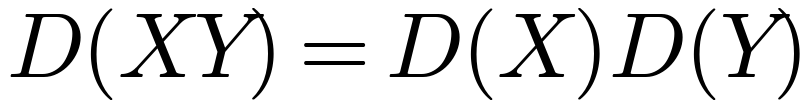 D(XY) = D(X)D(Y)